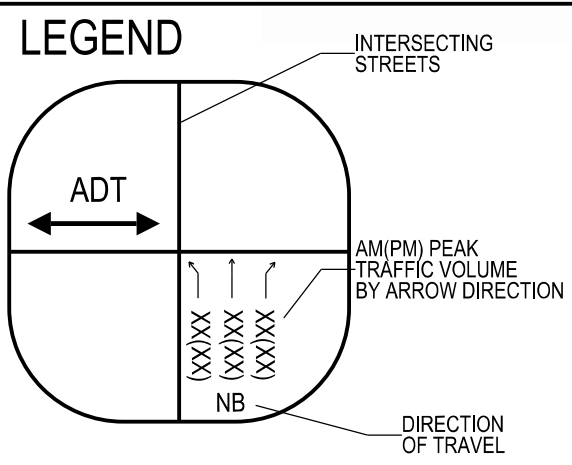 LEGEND
INTERSECTING
STREETS
ADT
AM(PM) PEAK
TRAFFIC VOLUME
BY ARROW DIRECTION
XX(XX)
XX(XX)
XX(XX)
NB
DIRECTION
OF TRAVEL